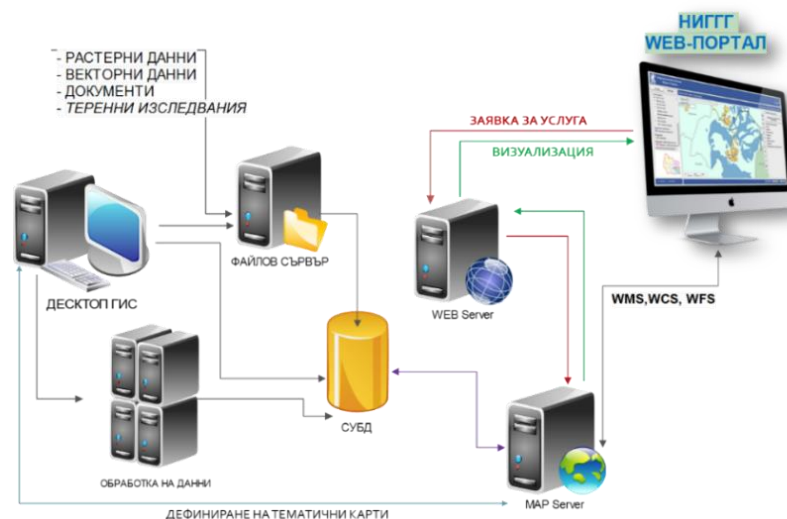 НИГГГ
WEB-ПОРТАЛ
- РАСТЕРНИ ДАННИ
- ВЕКТОРНИ ДАННИ
- ДОКУМЕНТИ
- ТЕРЕННИ ИЗСЛЕДВАНИЯ
ЗАЯВКА ЗА УСЛУГА
ВИЗУАЛИЗАЦИЯ
ФАЙЛОВ СЪРВЪР
ДЕСКТОП ГИС
WEB Server
WMS,WCS, WFS
СУБД
ОБРАБОТКА НА ДАННИ
MAP Server
ДЕФИНИРАНЕ НА ТЕМАТИЧНИ КАРТИ